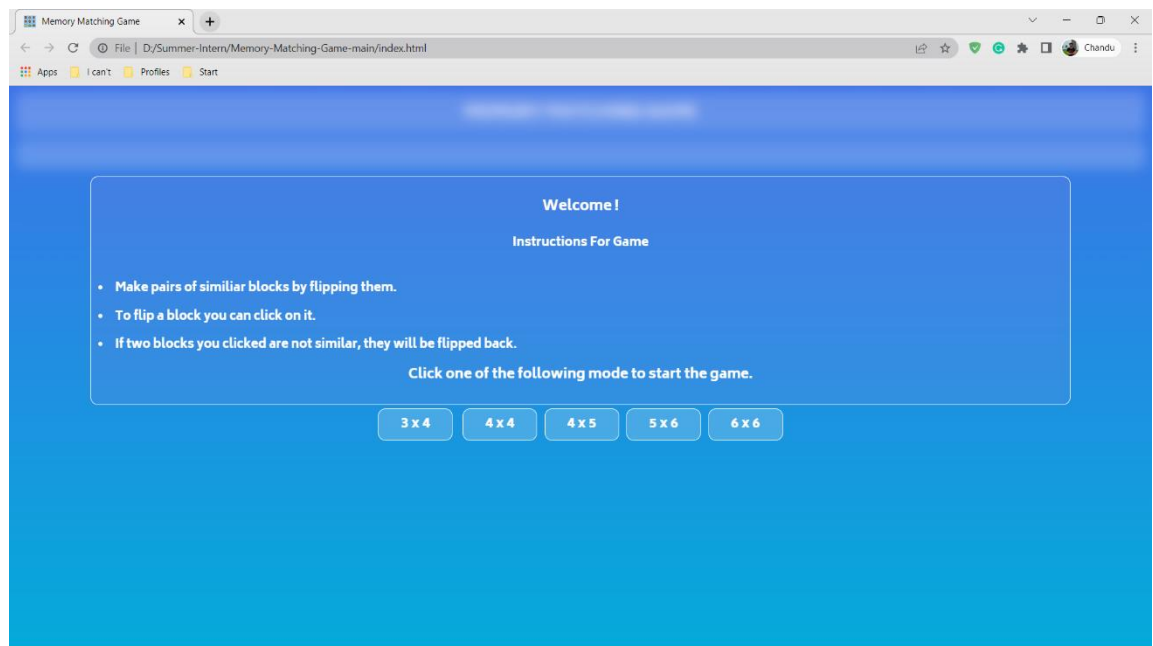 Memory Matching Game
File | D:/Summer-Intern/Memory-Matching-Game-main/index.html
Chandu
Apps I can't Profiles Start
Welcome !
Instructions For Game
• Make pairs of similiar blocks by flipping them.
• To flip a block you can click on it.
• If two blocks you clicked are not similar, they will be flipped back.
Click one of the following mode to start the game.
3 x 4 4 x 4 4 x 5 5 X 6 6 x 6